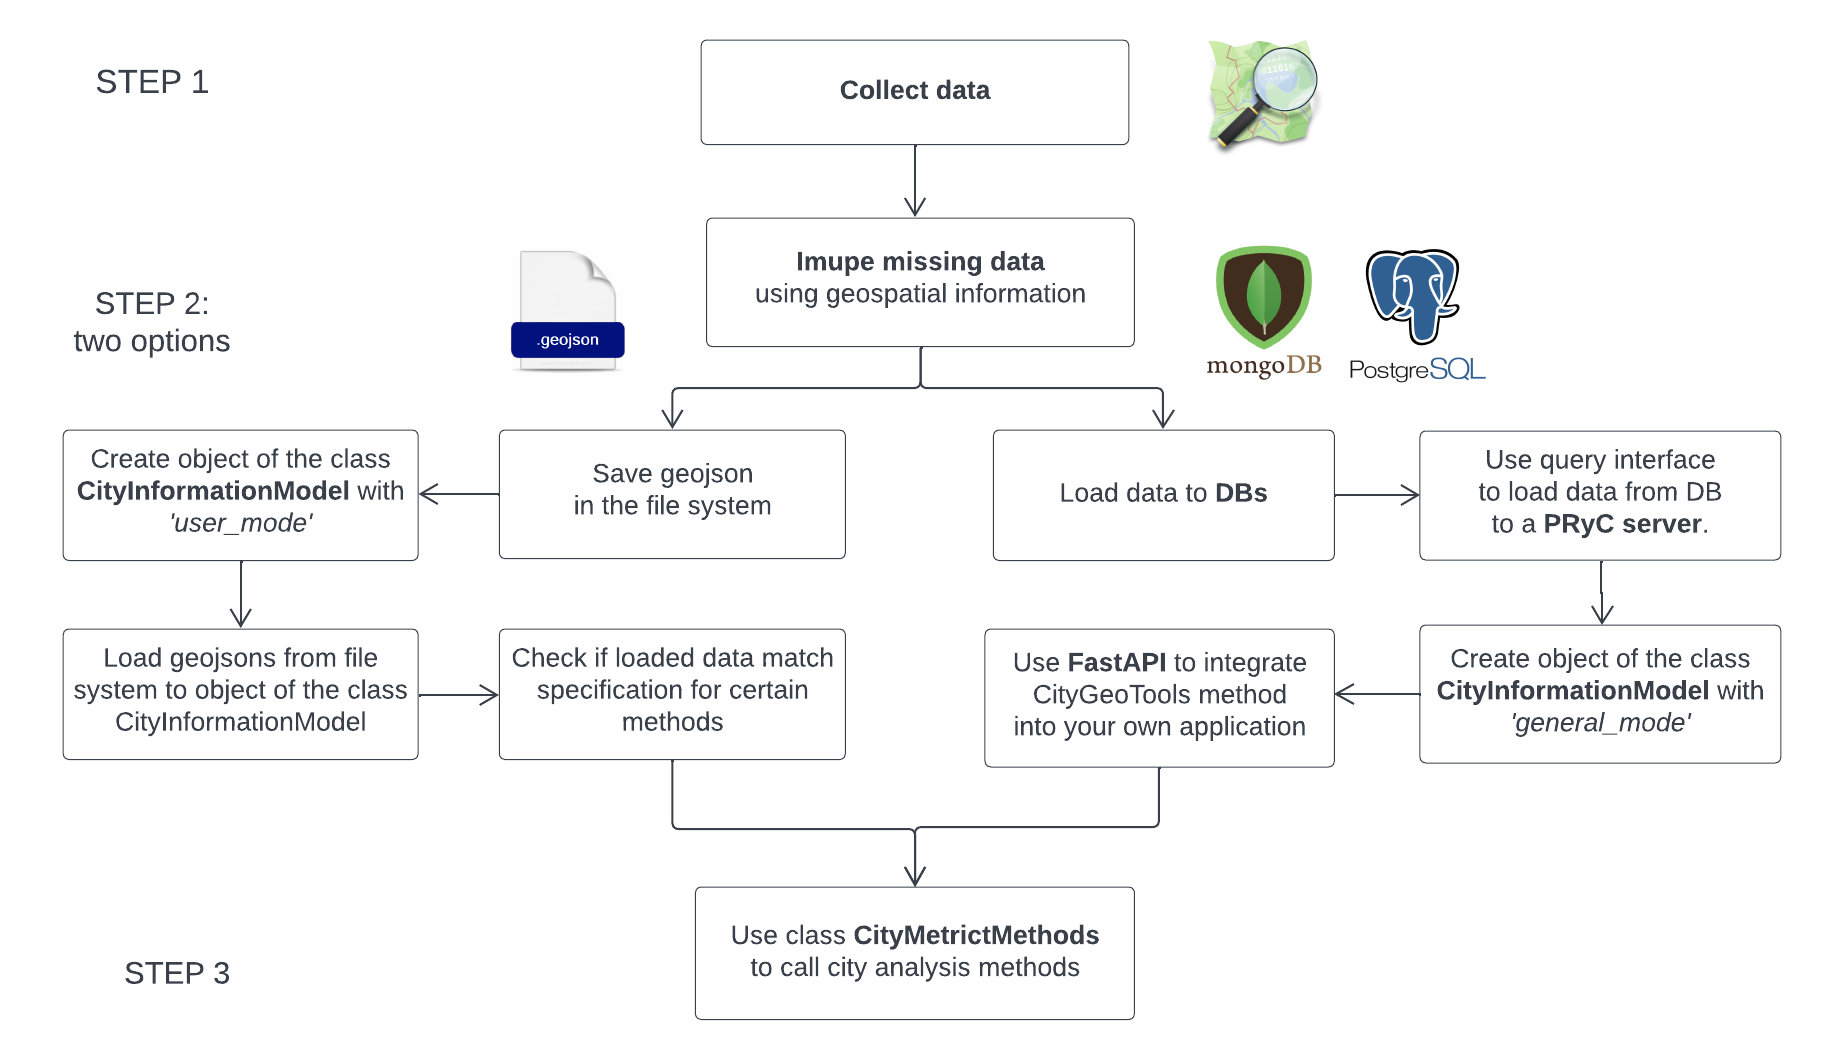 STEP 1
Collect data
STEP 2:
two options
.geojson
Imupe missing data
using geospatial information
mongoDB
PostgreSQL
Create object of the class
CityInformationModel with
'user_mode'
Save geojson
in the file system
Load data to DBs
Use query interface
to load data from DB
to a PRyC server.
Load geojsons from file
system to object of the class
CityInformationModel
Check if loaded data match
specification for certain
methods
Use FastAPI to integrate
CityGeoTools method
into your own application
Create object of the class
CityInformationModel with
'general_mode'
STEP 3
Use class CityMetrictMethods
to call city analysis methods